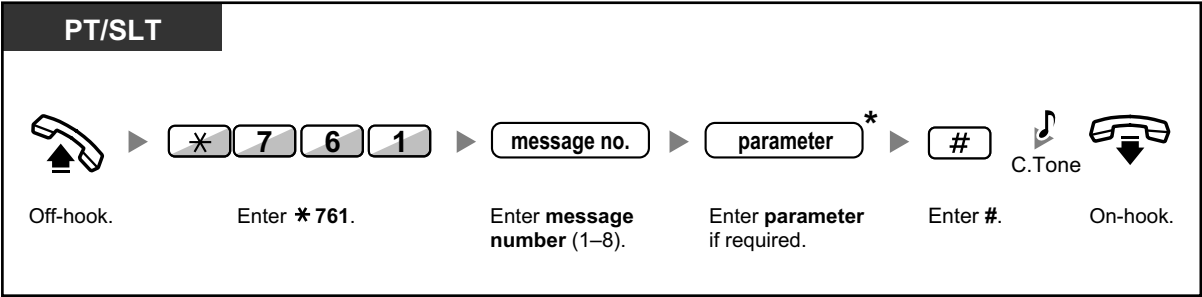 PT/SLT
* 7 6 1 message no. parameter * # C.Tone
Off-hook. Enter * 761. Enter message number (1–8). Enter parameter if required. Enter #. On-hook.